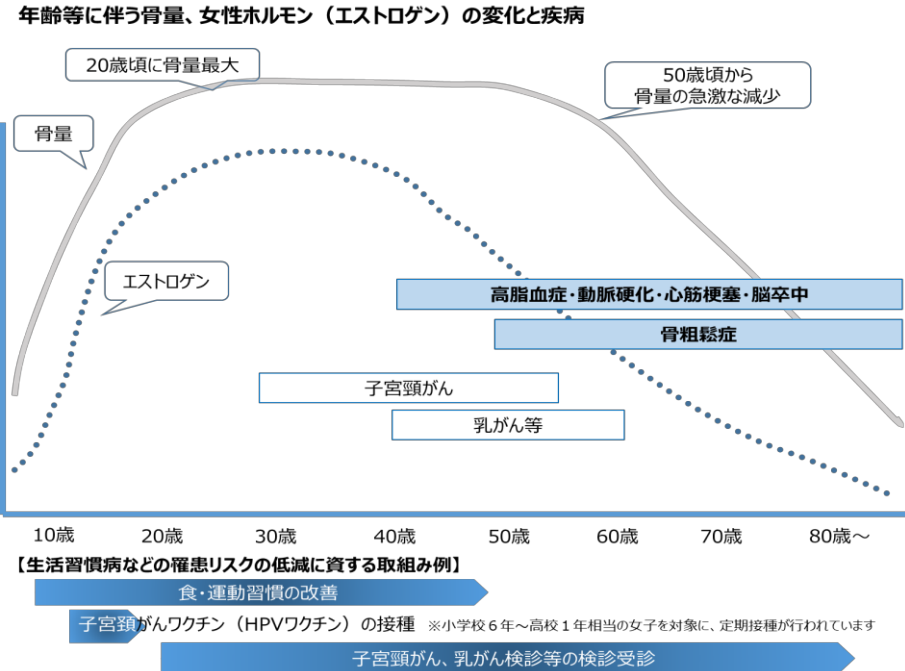 年齢等に伴う骨量、女性ホルモン（エストロゲン）の変化と疾病
20歳頃に骨量最大
50歳頃から
骨量の急激な減少
骨量
エストロゲン
高脂血症・動脈硬化・心筋梗塞・脳卒中
骨粗鬆症
子宮頸がん
乳がん等
10歳 20歳 30歳 40歳 50歳 60歳 70歳 80歳～
【生活習慣病などの罹患リスクの低減に資する取組み例】
食・運動習慣の改善
子宮頚がんワクチン（HPVワクチン）の接種 ※小学校６年～高校１年相当の女子を対象に、定期接種が行われています
子宮頸がん、乳がん検診等の検診受診